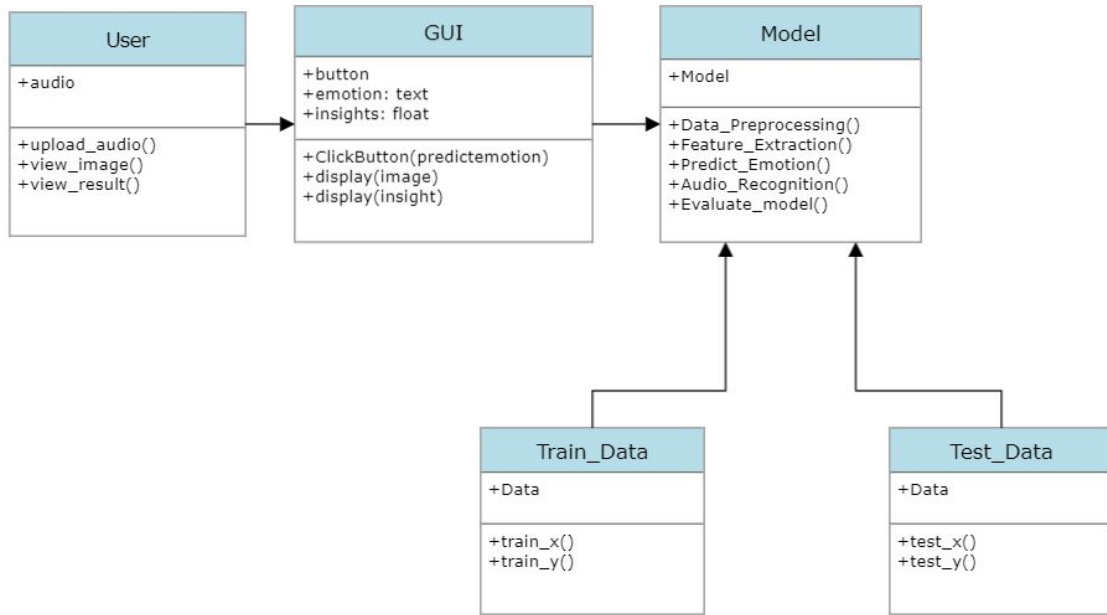 User
+audio
+upload_audio()
+view_image()
+view_result()
GUI
+button
+emotion: text
+insights: float
+ClickButton(predictemotion)
+display(image)
+display(insight)
Model
+Model
+Data_Preprocessing()
+Feature_Extraction()
+Predict_Emotion()
+Audio_Recognition()
+Evaluate_model()
Train_Data
+Data
+train_x()
+train_y()
Test_Data
+Data
+test_x()
+test_y()